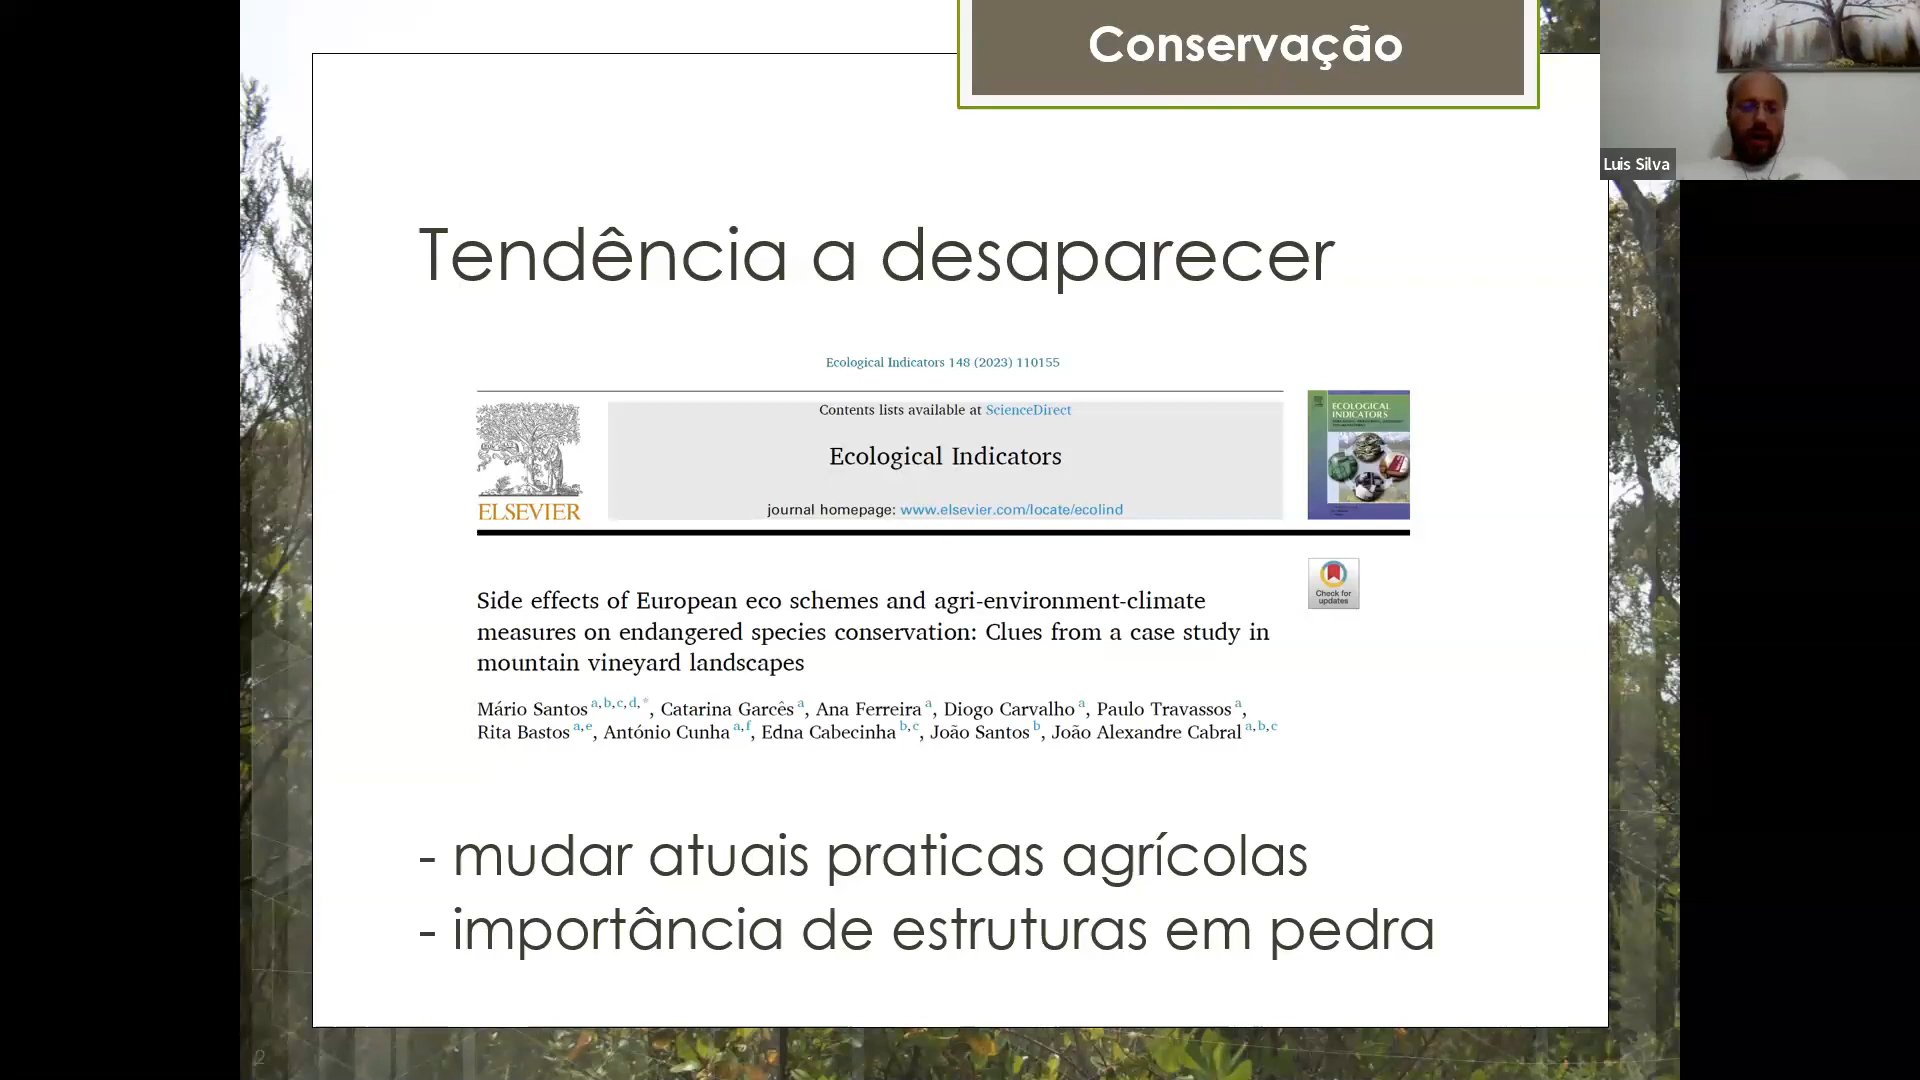 Conservação
Luis Silva
Tendência a desaparecer
Ecological Indicators 148 (2023) 110155
Contents lists available at ScienceDirect
Ecological Indicators
journal homepage: www.elsevier.com/locate/ecolind
ELSEVIER
ECOLOGICAL
INDICATORS
Check for
updates
Side effects of European eco schemes and agri-environment-climate
measures on endangered species conservation: Clues from a case study in
mountain vineyard landscapes
Mário Santos a,b,c,d,*, Catarina Garcês a, Ana Ferreira a, Diogo Carvalho a, Paulo Travassos a,
Rita Bastos a,e, António Cunha a,f, Edna Cabecinha b,c, João Santos b, João Alexandre Cabral a,b,c
- mudar atuais praticas agrícolas
- importância de estruturas em pedra
2